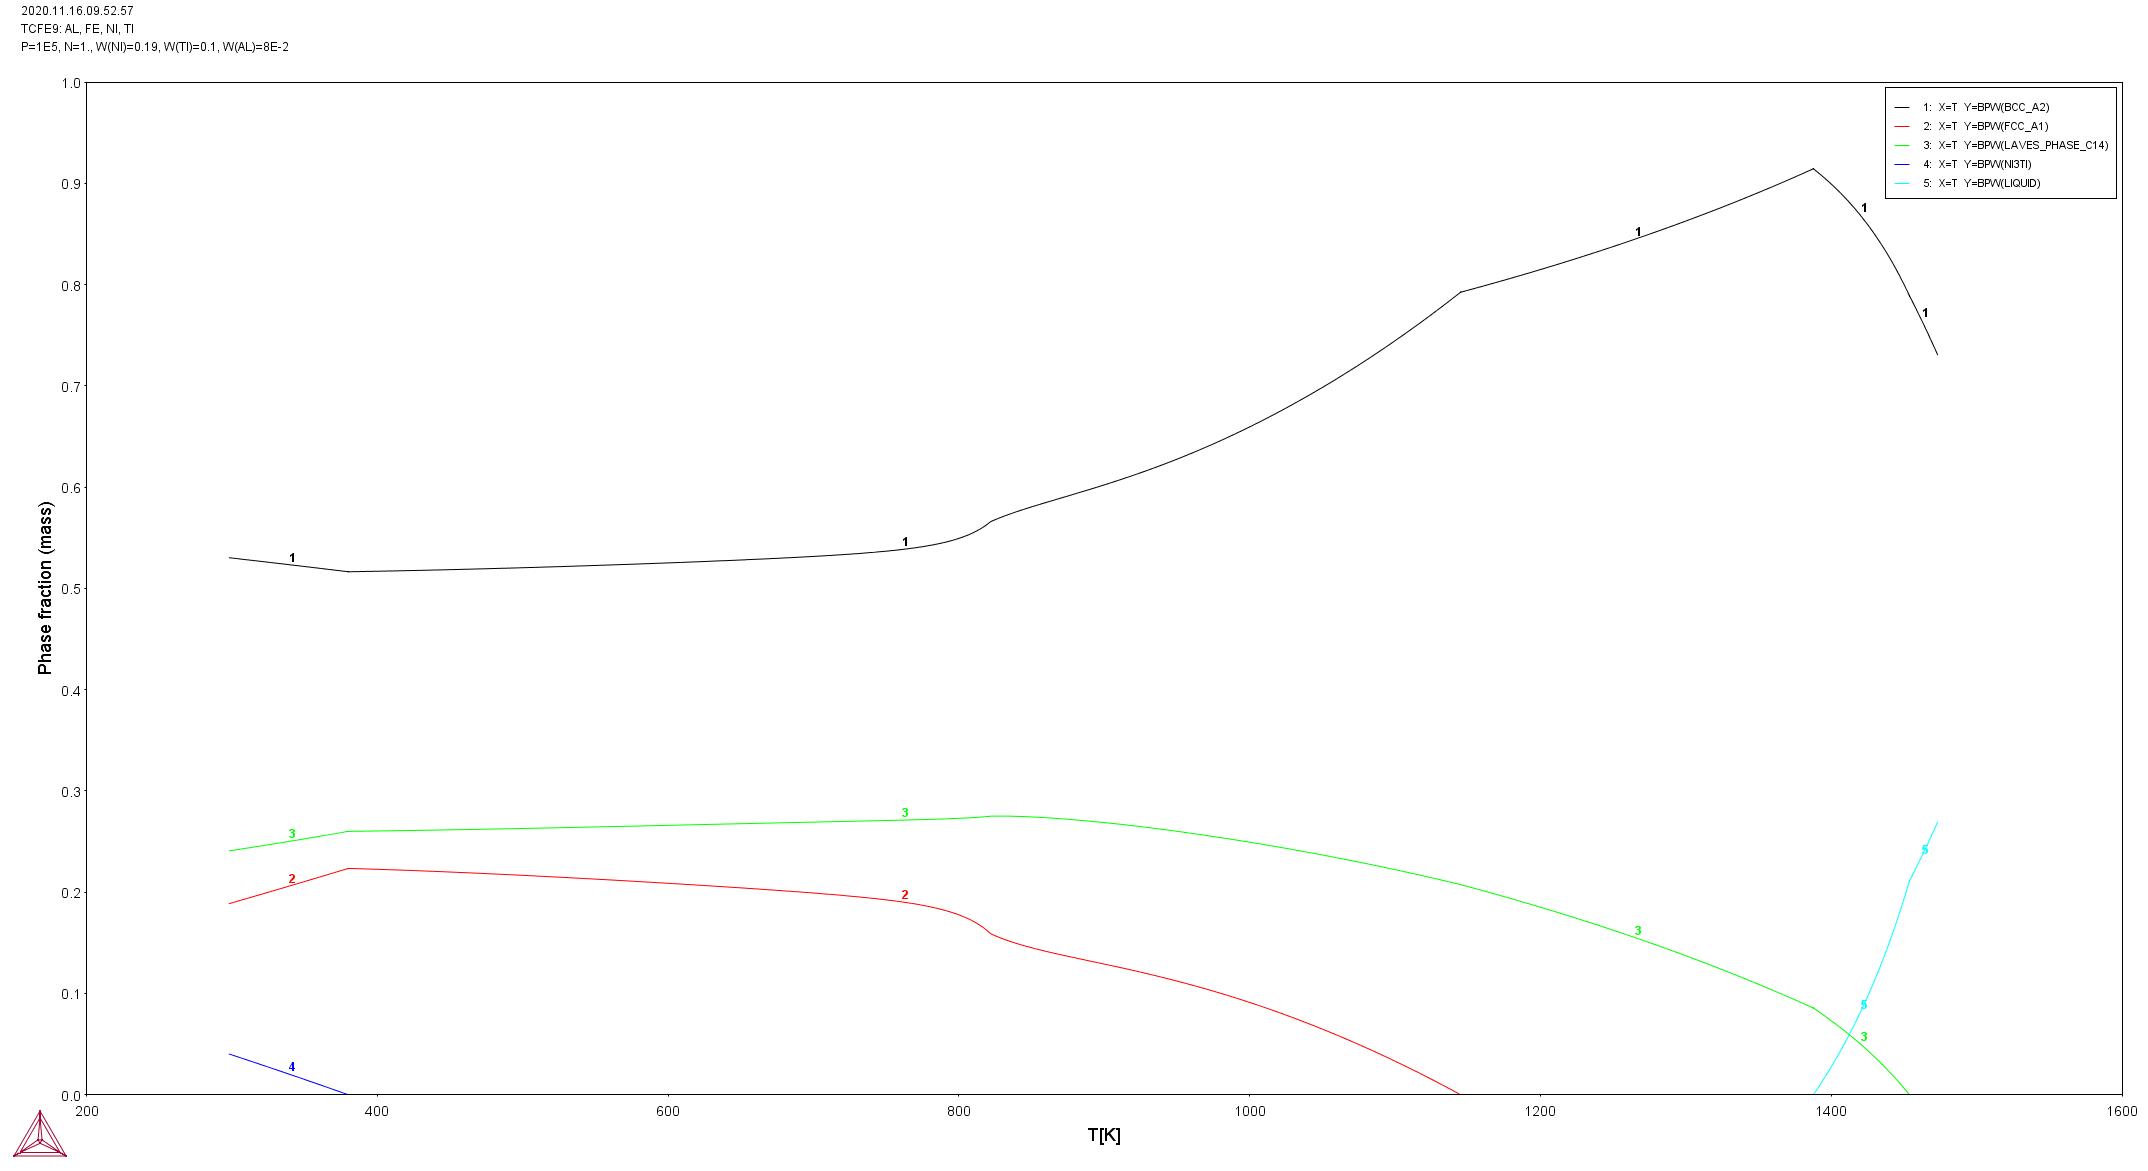 2020.11.16.09.52.57
TCFE9: AL, FE, NI, TI
P=1E5, N=1., W(NI)=0.19, W(TI)=0.1, W(AL)=8E-2
1: X=T Y=BPW(BCC_A2)
2: X=T Y=BPW(FCC_A1)
3: X=T Y=BPW(LAVES_PHASE_C14)
4: X=T Y=BPW(NI3TI)
5: X=T Y=BPW(LIQUID)
1.0
0.9
0.8
0.7
0.6
0.5
0.4
0.3
0.2
0.1
0.0
Phase fraction (mass)
1
1
1
1
1
3
3
3
3
2
2
4
5
5
200 400 600 800 1000 1200 1400 1600
T[K]